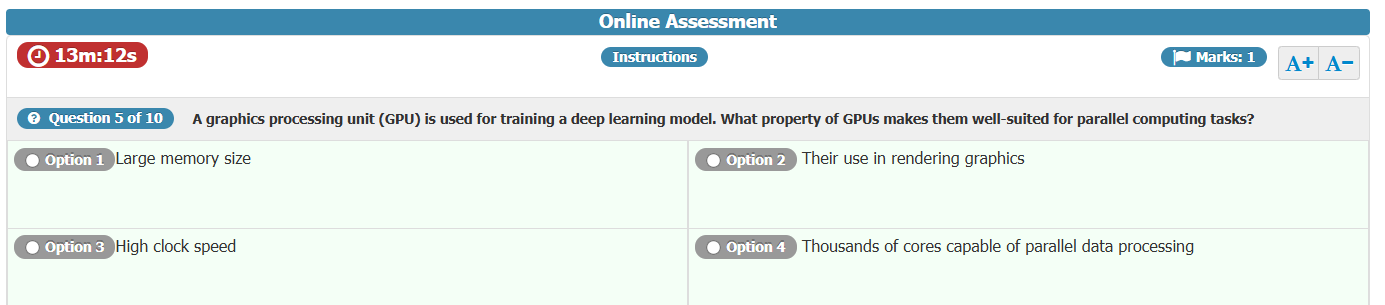 Online Assessment
13m:12s Instructions Marks: 1 A+ A−
Question 5 of 10 A graphics processing unit (GPU) is used for training a deep learning model. What property of GPUs makes them well-suited for parallel computing tasks?
Option 1 Large memory size
Option 2 Their use in rendering graphics
Option 3 High clock speed
Option 4 Thousands of cores capable of parallel data processing